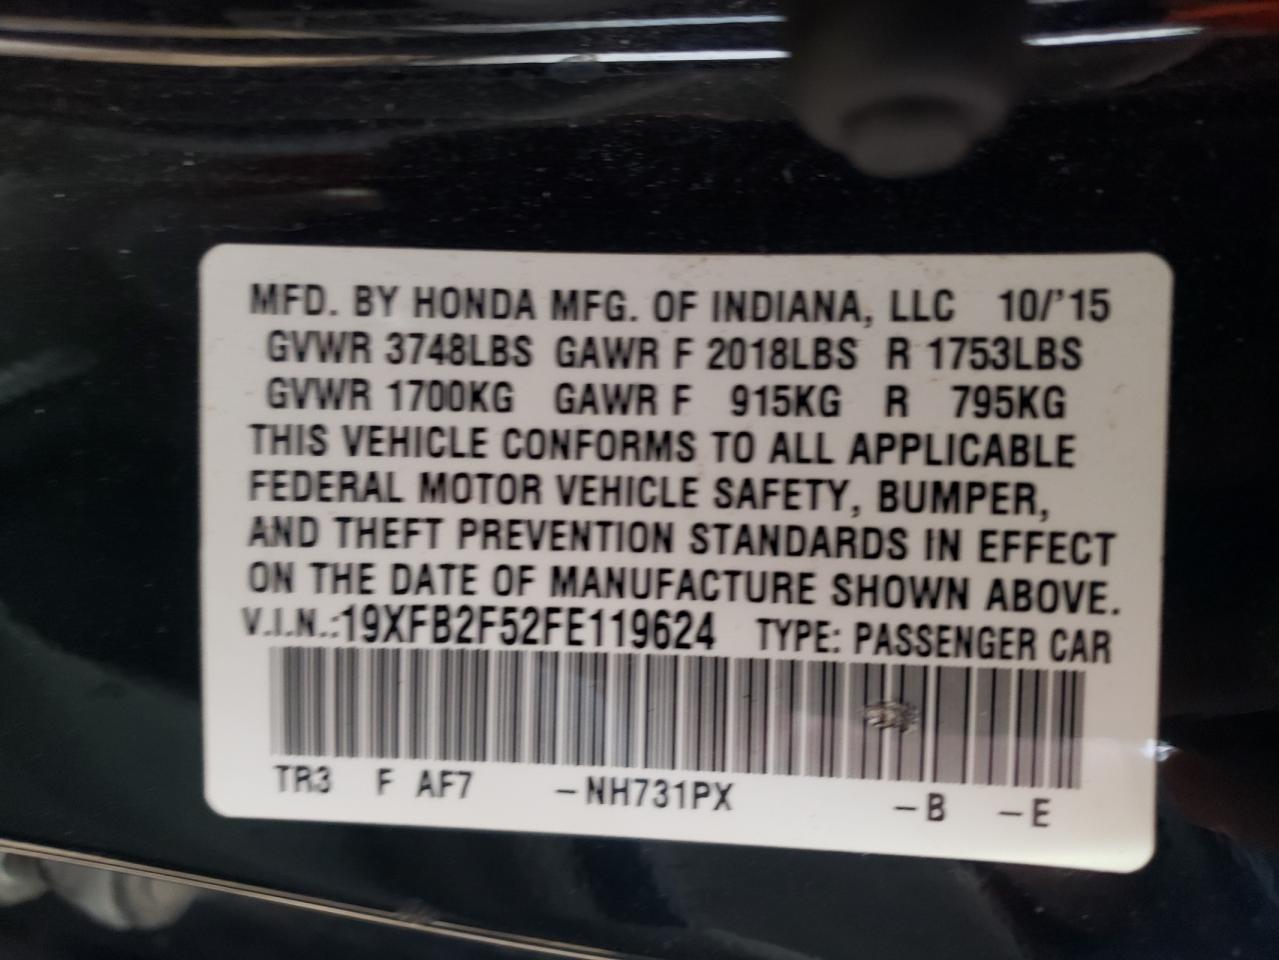 MFD. BY HONDA MFG. OF INDIANA, LLC 10/'15
GVWR 3748LBS GAWR F 2018LBS R 1753LBS
GVWR 1700KG GAWR F 915KG R 795KG
THIS VEHICLE CONFORMS TO ALL APPLICABLE
FEDERAL MOTOR VEHICLE SAFETY, BUMPER,
AND THEFT PREVENTION STANDARDS IN EFFECT
ON THE DATE OF MANUFACTURE SHOWN ABOVE.
V.I.N.:19XFB2F52FE119624 TYPE: PASSENGER CAR
TR3 F AF7 -NH731PX -B -E